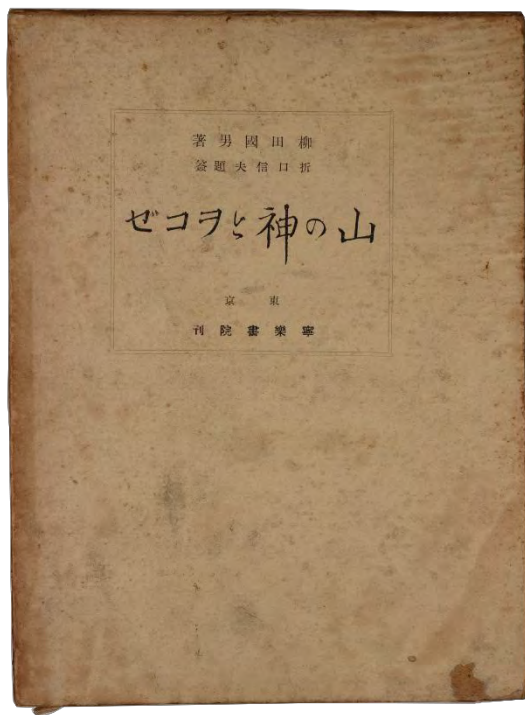 柳田國男著
折口信夫題簽
山の神とヲコゼ
東京
寧樂書院刊